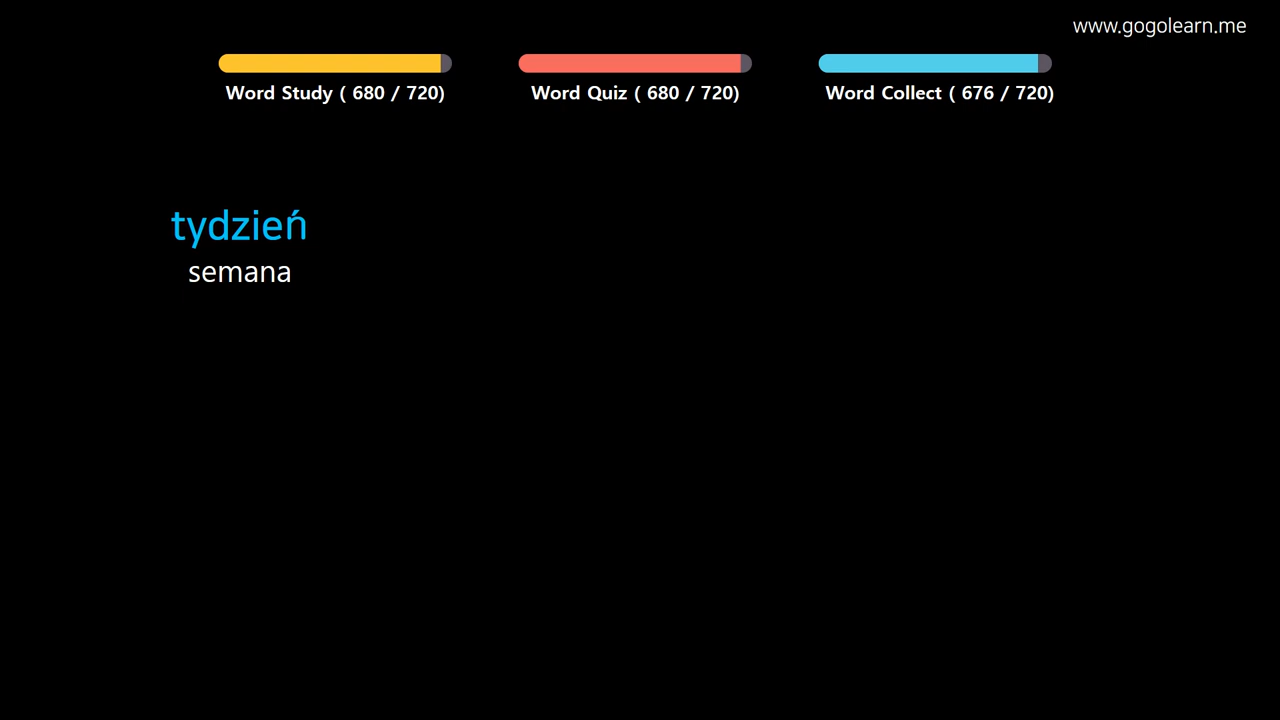 www.gogolearn.me
Word Study ( 680 / 720)
Word Quiz ( 680 / 720)
Word Collect ( 676 / 720)
tydzień
semana